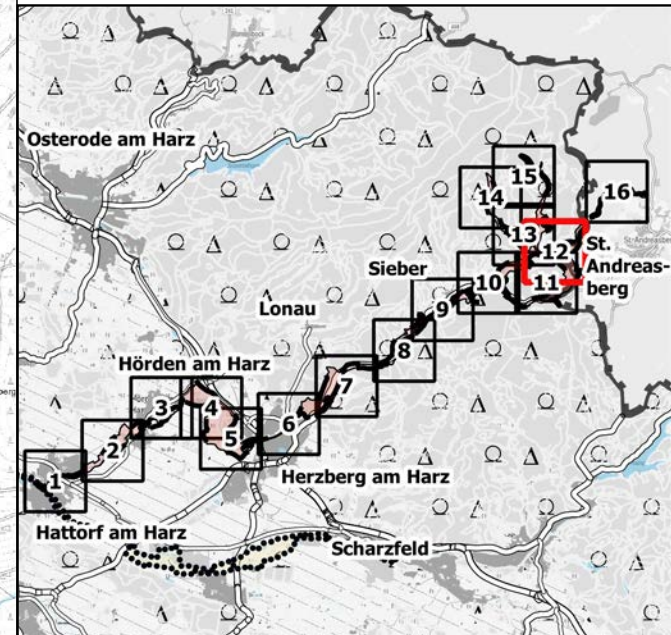 Osterode am Harz
15
16
14
13
12
St.
Andreas-
berg
Sieber
10
11
9
Lonau
8
Hörden am Harz
7
3
4
6
5
2
1
Herzberg am Harz
Hattorf am Harz
Scharzfeld